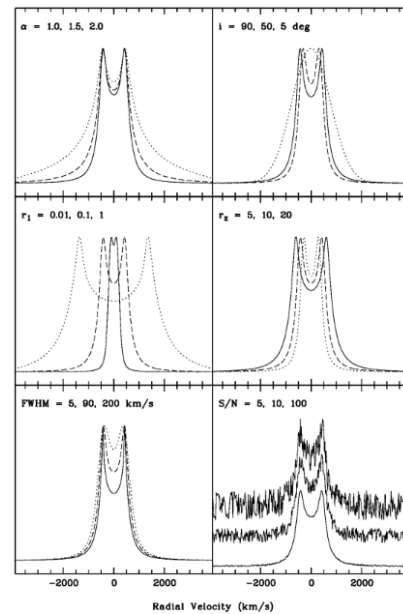 α = 1.0, 1.5, 2.0
i = 90, 50, 5 deg
r₁ = 0.01, 0.1, 1
r₂ = 5, 10, 20
FWHM = 5, 90, 200 km/s
S/N = 5, 10, 100
−2000 0 2000 −2000 0 2000
Radial Velocity (km/s)